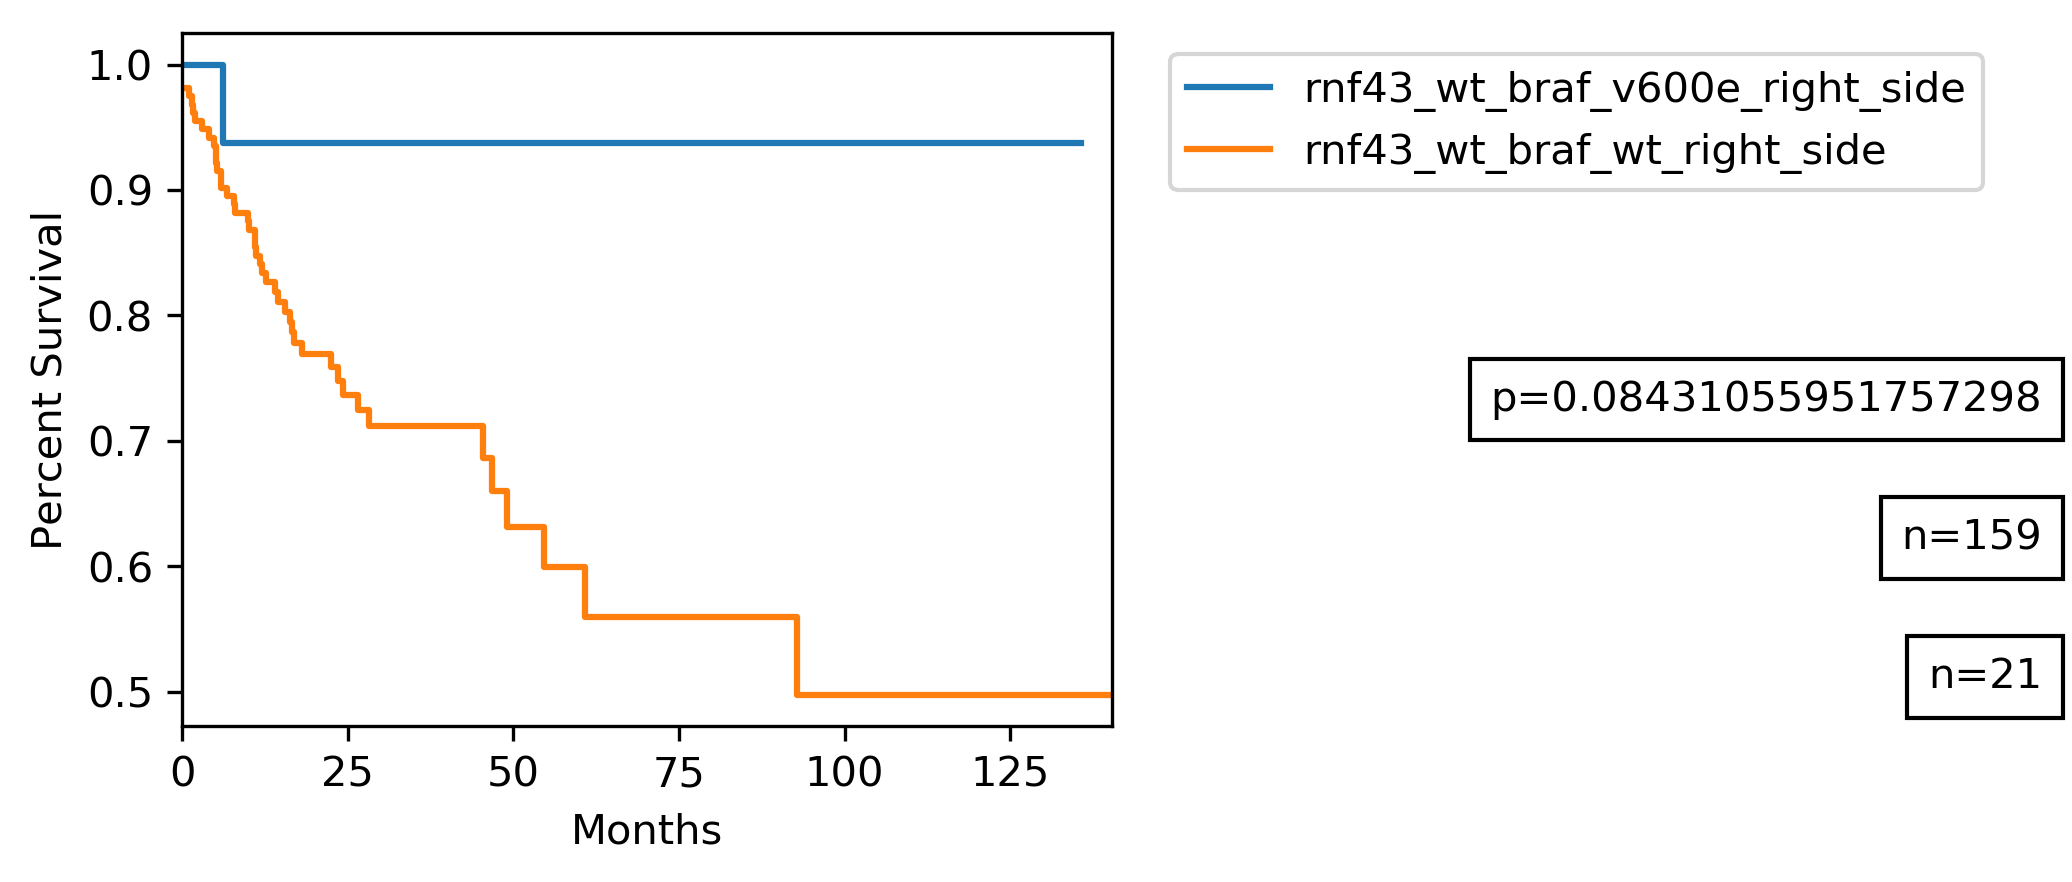 1.0
0.9
0.8
0.7
0.6
0.5
Percent Survival
0 25 50 75 100 125
Months
rnf43_wt_braf_v600e_right_side
rnf43_wt_braf_wt_right_side
p=0.08431055951757298
n=159
n=21